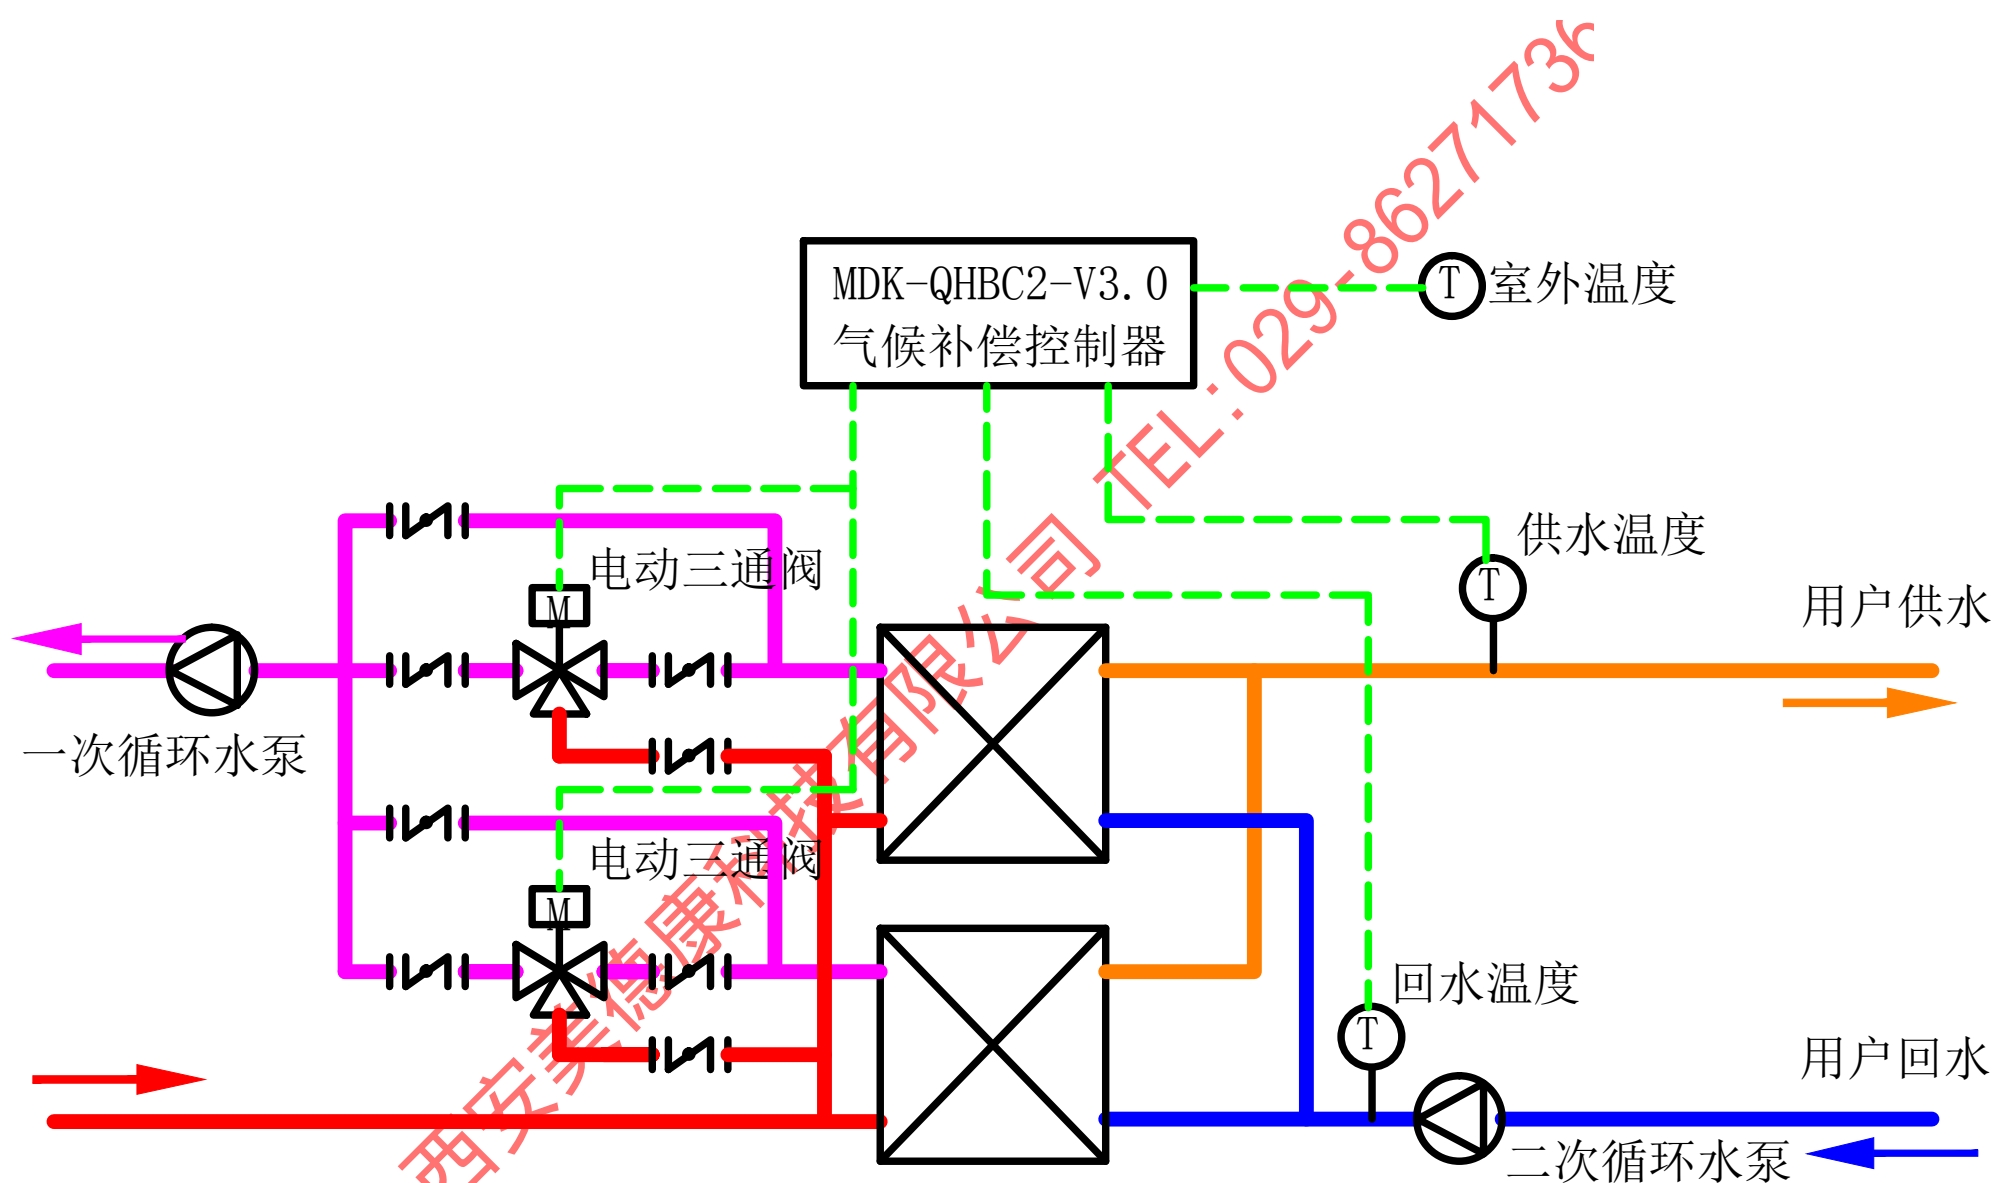 MDK-QHBC2-V3.0
气候补偿控制器
T
室外温度
供水温度
T
用户供水
电动三通阀
M
一次循环水泵
电动三通阀
M
回水温度
T
用户回水
二次循环水泵
西安美德康科技有限公司 TEL:029-8627173